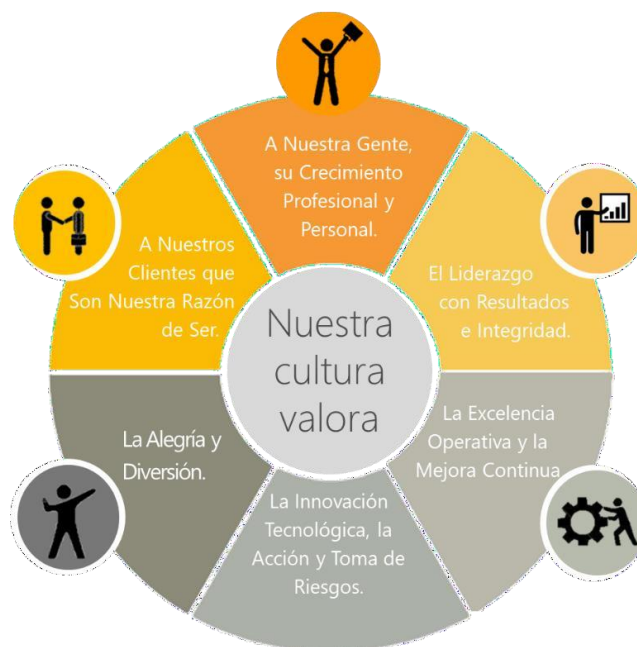 Nuestra
cultura
valora
A Nuestra Gente,
su Crecimiento
Profesional y
Personal.
El Liderazgo
con Resultados
e Integridad.
La Excelencia
Operativa y la
Mejora Continua
La Innovación
Tecnológica, la
Acción y Toma de
Riesgos.
La Alegría y
Diversión.
A Nuestros
Clientes que
Son Nuestra Razón
de Ser.